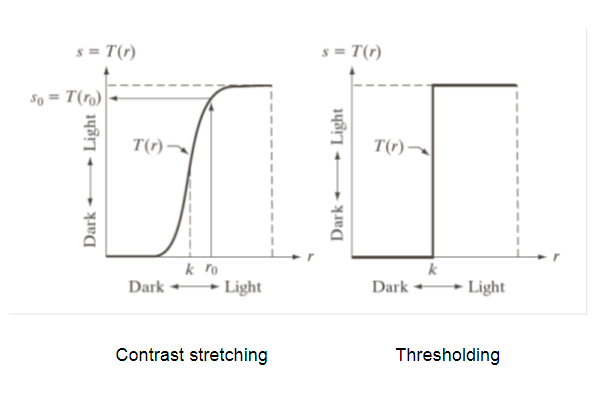 s = T(r)
s₀ = T(r₀)
Dark Light
T(r)
k r₀
r
Dark Light
s = T(r)
Dark Light
T(r)
k
r
Dark Light
Contrast stretching
Thresholding